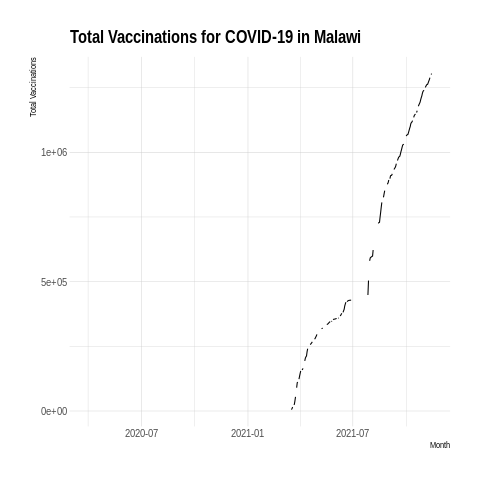 Total Vaccinations for COVID-19 in Malawi
Total Vaccinations
1e+06
5e+05
0e+00
2020-07 2021-01 2021-07
Month